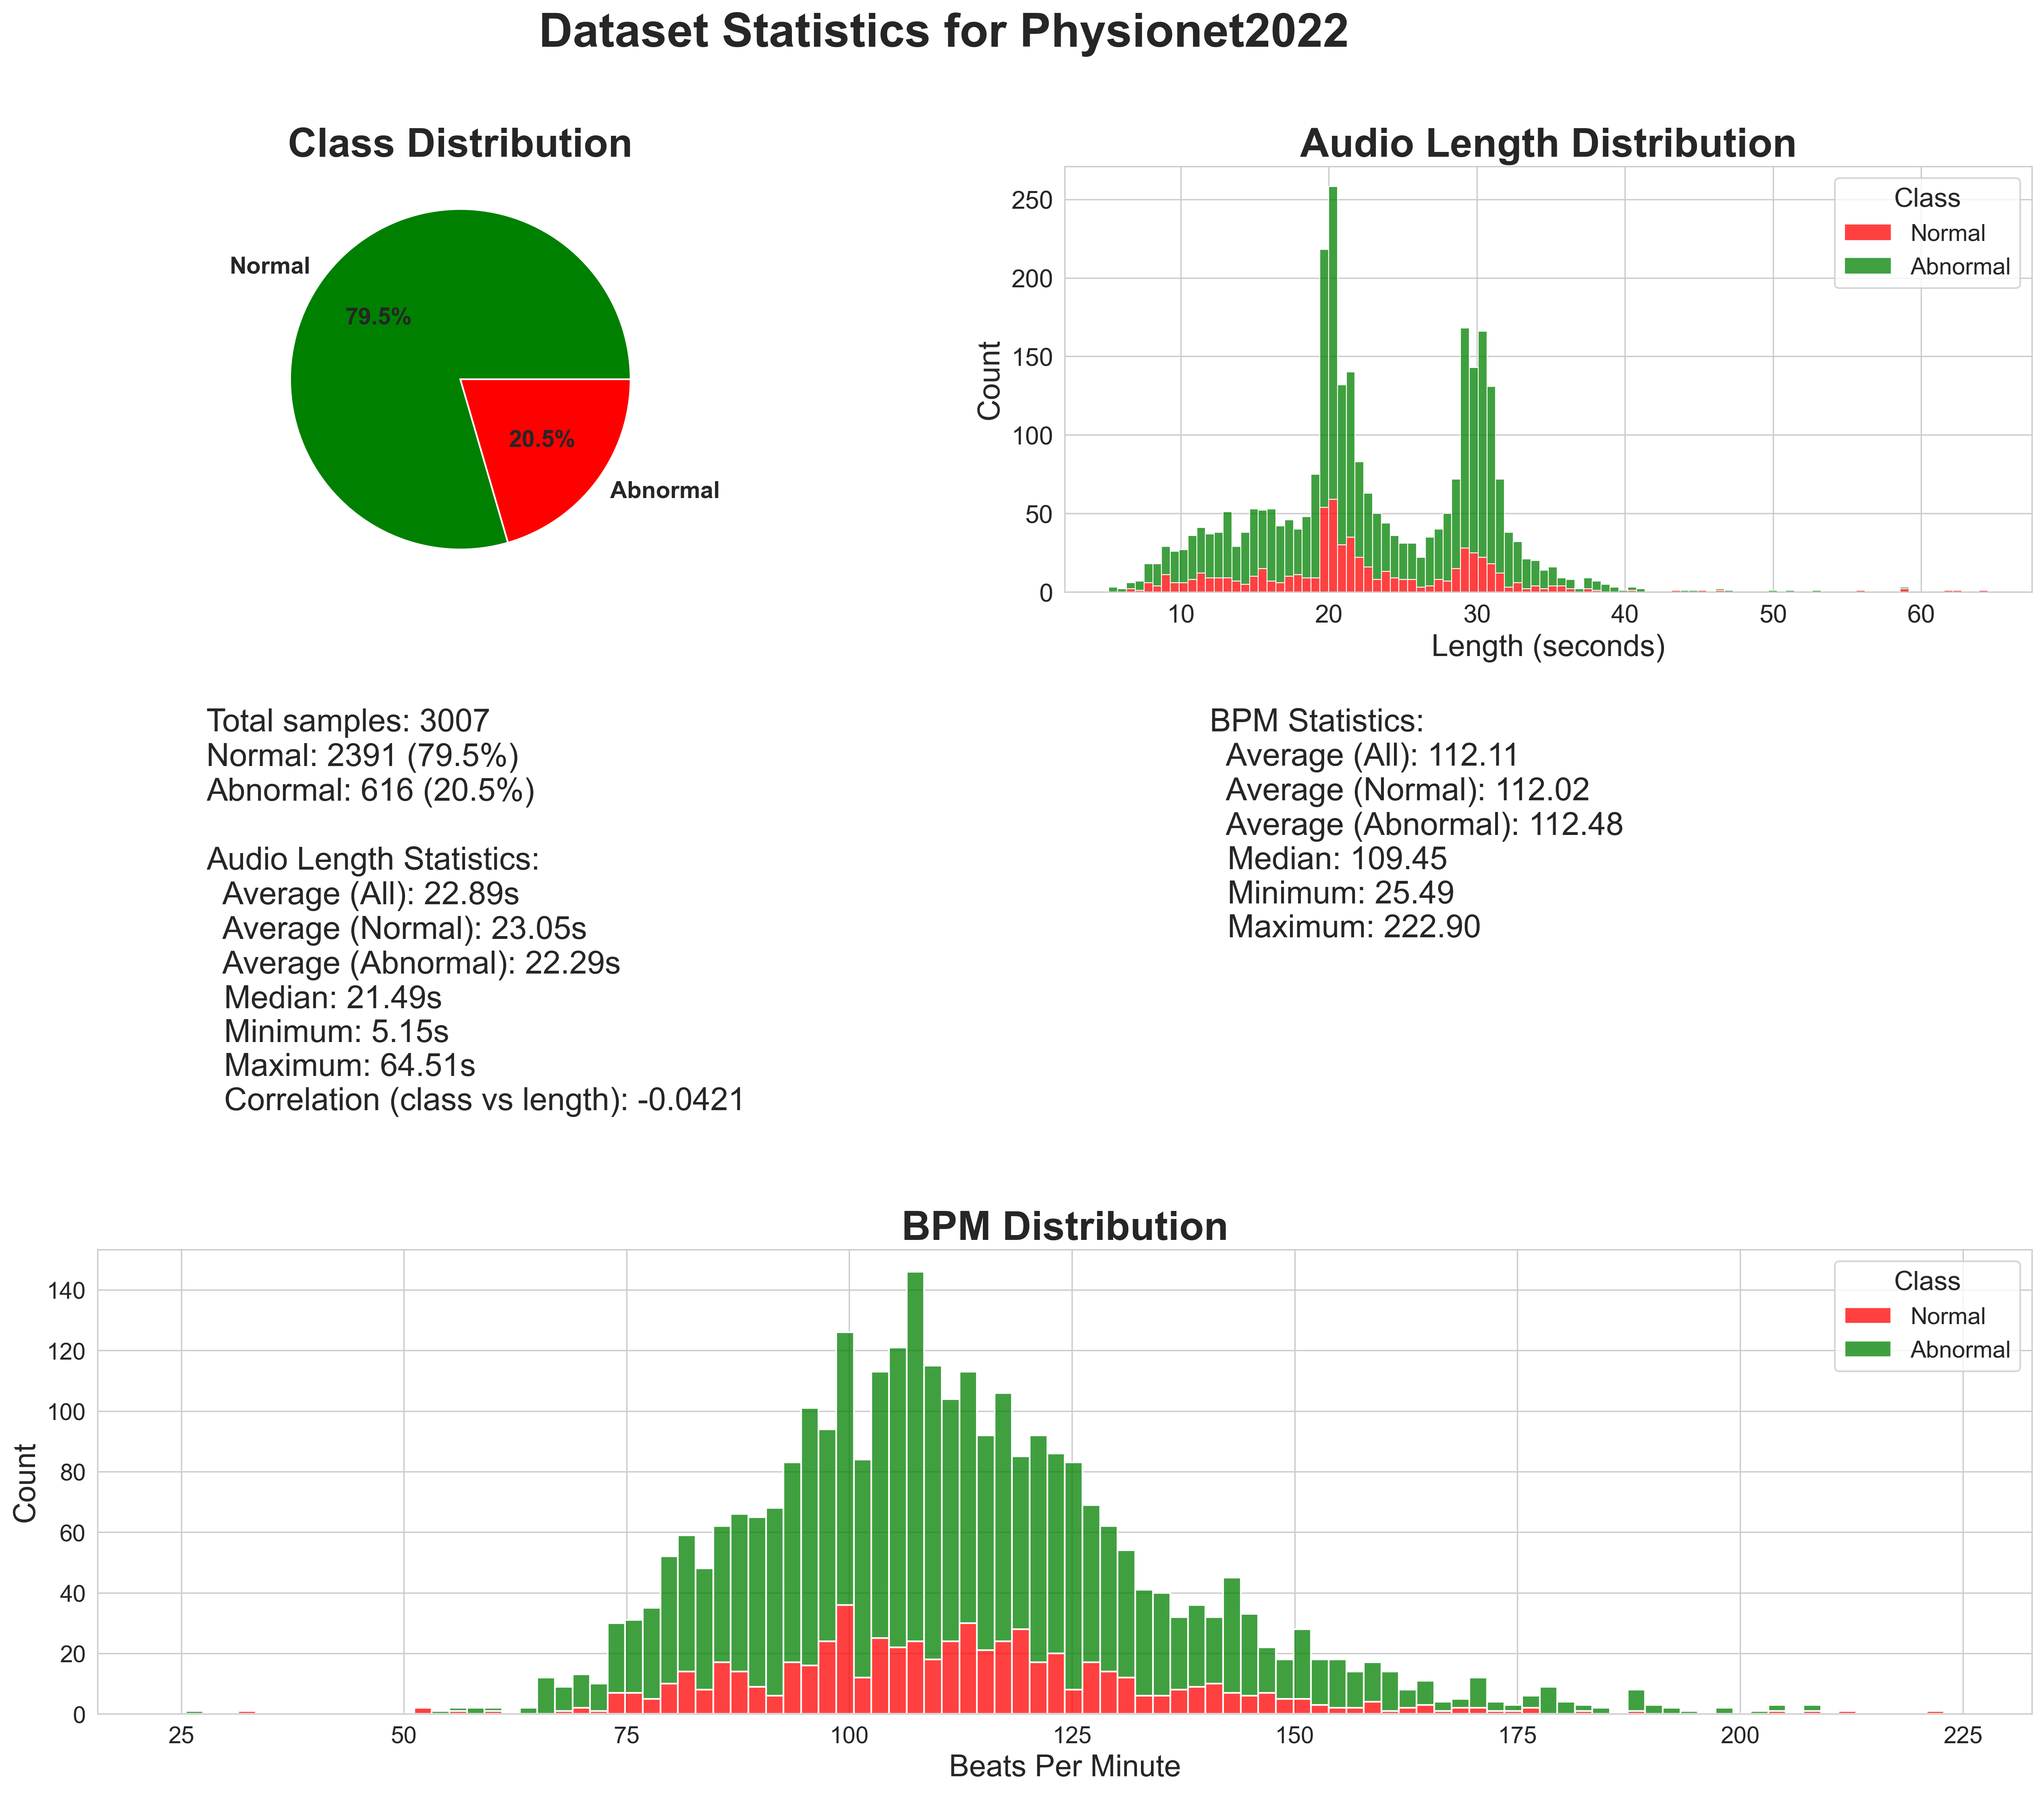 Dataset Statistics for Physionet2022
Class Distribution
Normal
79.5%
20.5%
Abnormal
Audio Length Distribution
250
200
150
100
50
0
Count
10 20 30 40 50 60
Length (seconds)
Class
Normal
Abnormal
Total samples: 3007
Normal: 2391 (79.5%)
Abnormal: 616 (20.5%)
Audio Length Statistics:
Average (All): 22.89s
Average (Normal): 23.05s
Average (Abnormal): 22.29s
Median: 21.49s
Minimum: 5.15s
Maximum: 64.51s
Correlation (class vs length): -0.0421
BPM Statistics:
Average (All): 112.11
Average (Normal): 112.02
Average (Abnormal): 112.48
Median: 109.45
Minimum: 25.49
Maximum: 222.90
BPM Distribution
140
120
100
80
60
40
20
0
Count
25 50 75 100 125 150 175 200 225
Beats Per Minute
Class
Normal
Abnormal